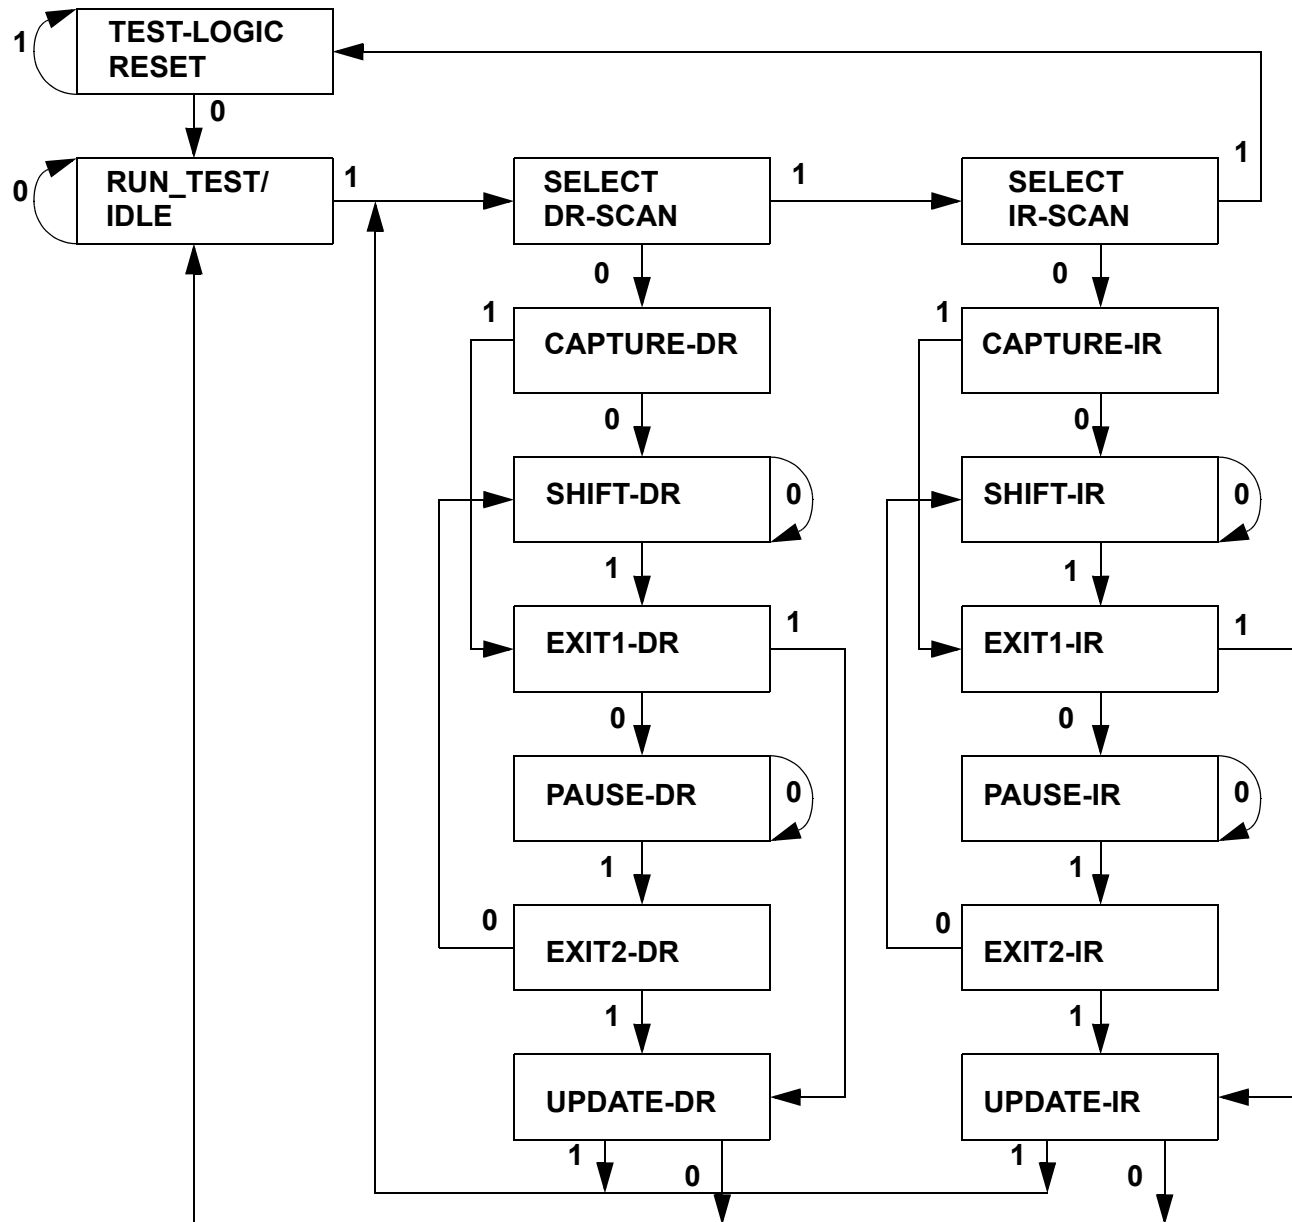 TEST-LOGIC
RESET
1
0
RUN_TEST/
IDLE
0
1
SELECT
DR-SCAN
1
SELECT
IR-SCAN
1
0
0
1
CAPTURE-DR
1
CAPTURE-IR
0
0
SHIFT-DR
0
SHIFT-IR
0
1
1
EXIT1-DR
1
EXIT1-IR
1
0
0
PAUSE-DR
0
PAUSE-IR
0
1
1
0
EXIT2-DR
0
EXIT2-IR
1
1
UPDATE-DR
UPDATE-IR
1
0
1
0